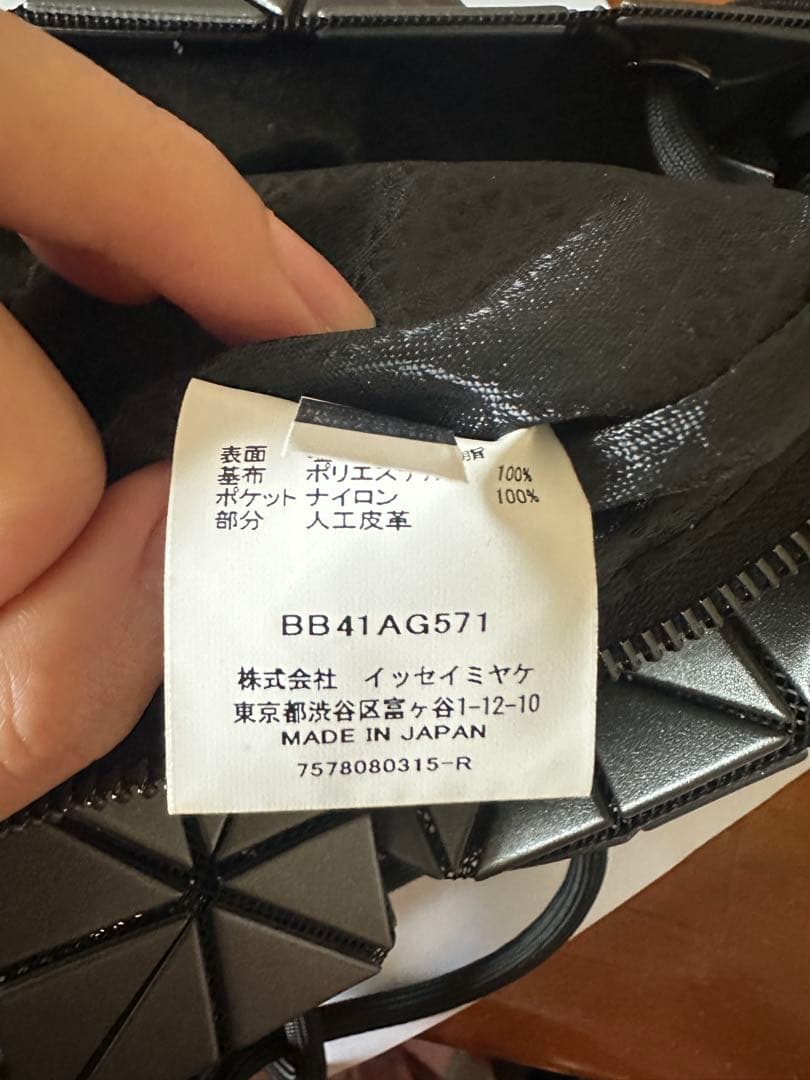 表面
基布 ポリエステル 100%
ポケット ナイロン 100%
部分 人工皮革
BB41AG571
株式会社 イッセイミヤケ
東京都渋谷区富ヶ谷1-12-10
MADE IN JAPAN
7578080315-R